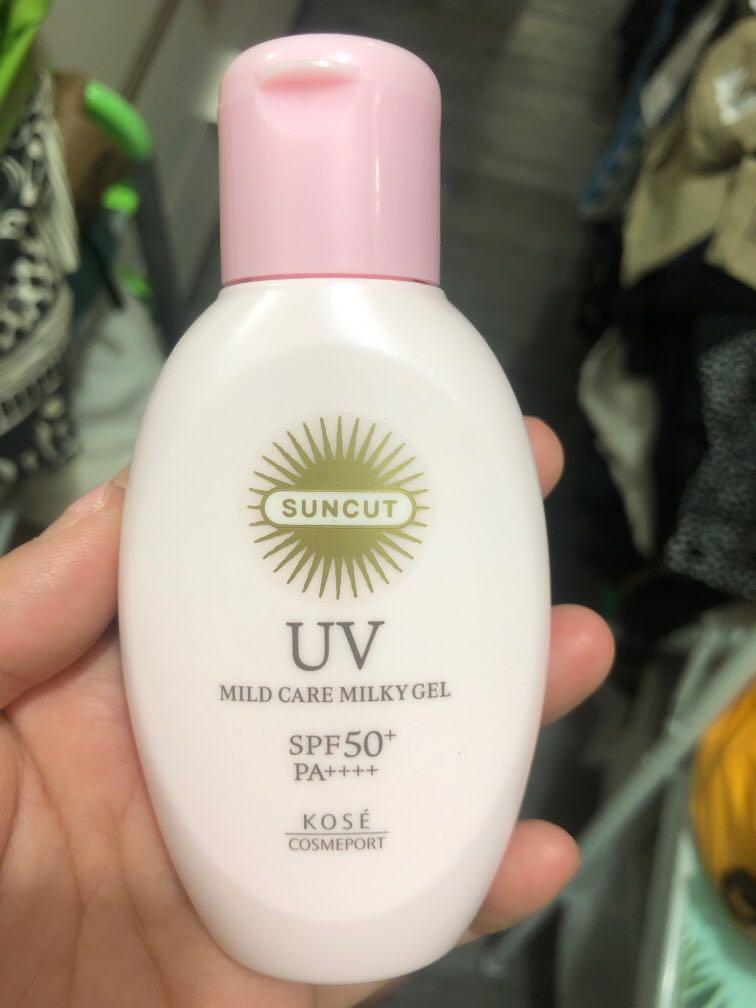 SUNCUT
UV
MILD CARE MILKY GEL
SPF50+
PA++++
KOSÉ
COSMEPORT